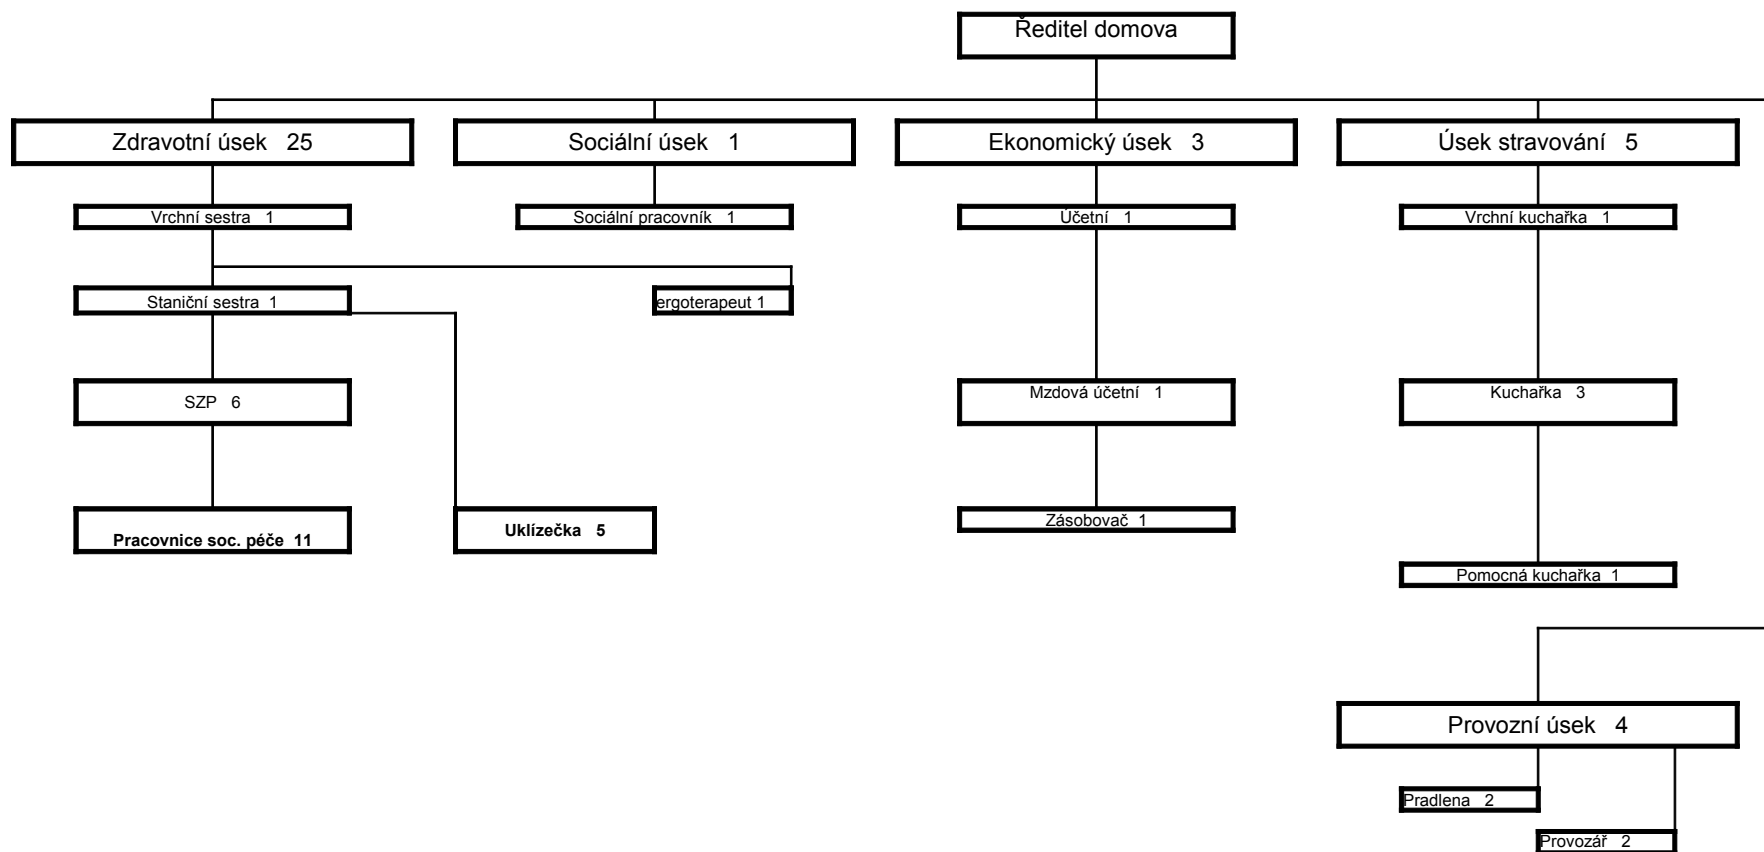 Ředitel domova
Zdravotní úsek 25
Sociální úsek 1
Ekonomický úsek 3
Úsek stravování 5
Vrchní sestra 1
Sociální pracovník 1
Účetní 1
Vrchní kuchařka 1
Staniční sestra 1
ergoterapeut 1
SZP 6
Mzdová účetní 1
Kuchařka 3
Pracovnice soc. péče 11
Uklízečka 5
Zásobovač 1
Pomocná kuchařka 1
Provozní úsek 4
Pradlena 2
Provozář 2